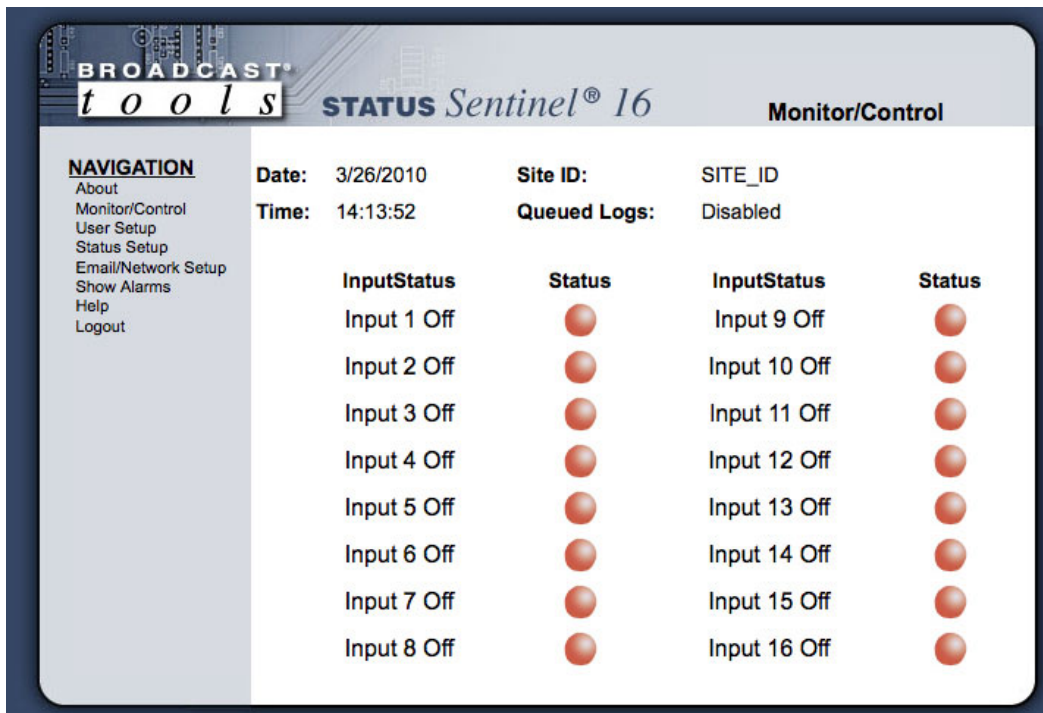 BROADCAST®
tools
STATUS Sentinel® 16
Monitor/Control
NAVIGATION
About
Monitor/Control
User Setup
Status Setup
Email/Network Setup
Show Alarms
Help
Logout
Date: 3/26/2010 Site ID: SITE_ID
Time: 14:13:52 Queued Logs: Disabled
InputStatus Status InputStatus Status
Input 1 Off Input 9 Off
Input 2 Off Input 10 Off
Input 3 Off Input 11 Off
Input 4 Off Input 12 Off
Input 5 Off Input 13 Off
Input 6 Off Input 14 Off
Input 7 Off Input 15 Off
Input 8 Off Input 16 Off